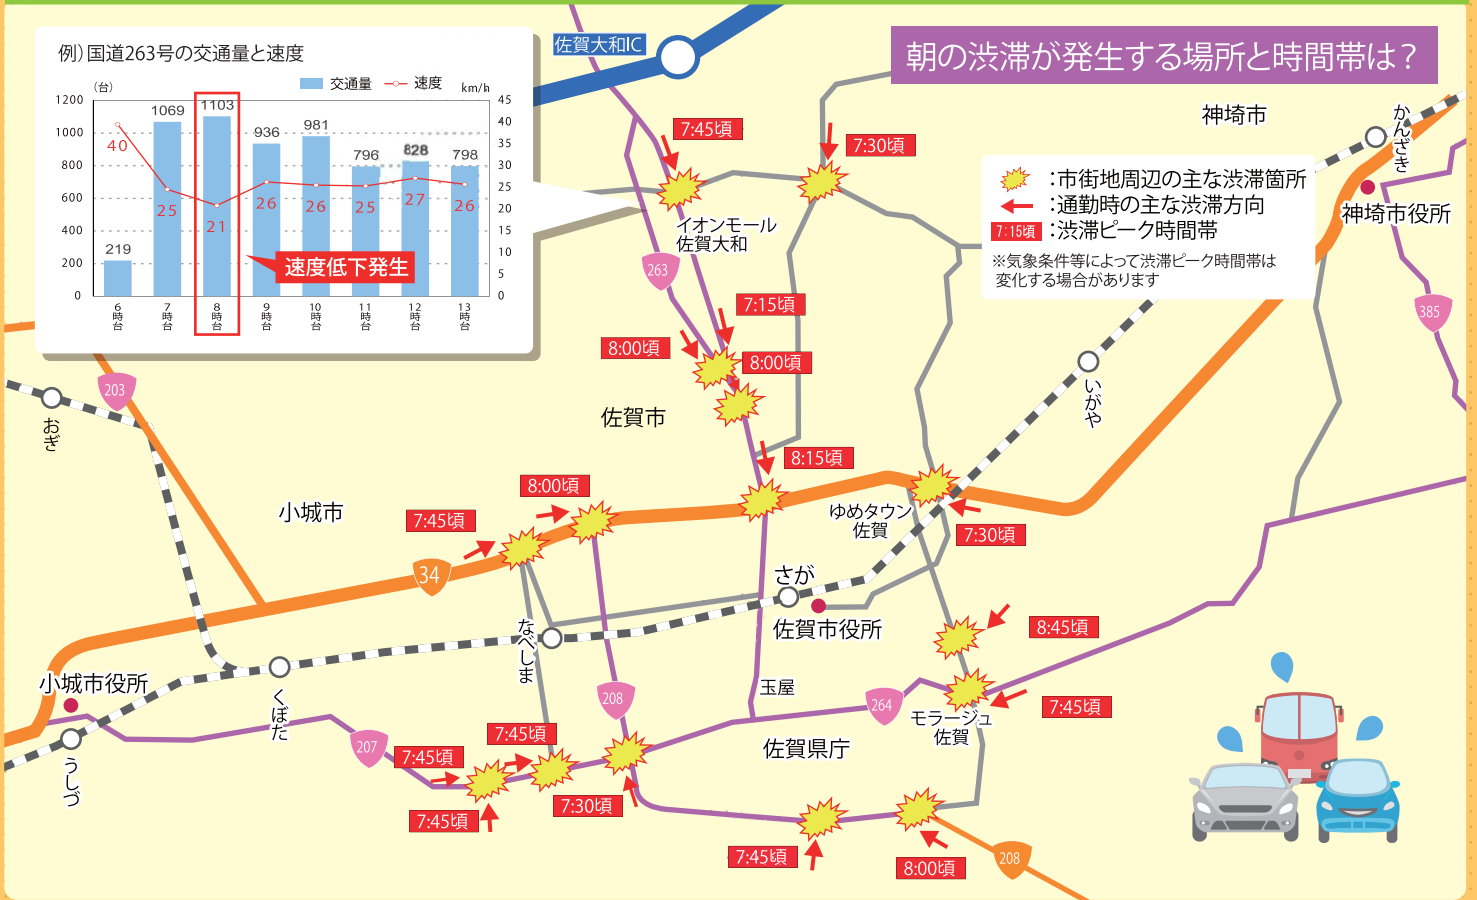 朝の渋滞が発生する場所と時間帯は？
例）国道263号の交通量と速度
（台）
交通量
速度
km/h
1200
1000
800
600
400
200
0
45
40
35
30
25
20
15
10
5
0
219
1069
1103
936
981
796
828
798
40
25
21
26
26
25
27
26
速度低下発生
6時台
7時台
8時台
9時台
10時台
11時台
12時台
13時台
佐賀大和IC
7:45頃
7:30頃
イオンモール
佐賀大和
263
神埼市
かんざき
神埼市役所
：市街地周辺の主な渋滞箇所
：通勤時の主な渋滞方向
7:15頃
：渋滞ピーク時間帯
※気象条件等によって渋滞ピーク時間帯は
変化する場合があります
385
7:15頃
8:00頃
8:00頃
203
おぎ
佐賀市
いがや
8:15頃
小城市
8:00頃
7:45頃
ゆめタウン
佐賀
7:30頃
34
さが
佐賀市役所
なべしま
8:45頃
小城市役所
くぼた
うしづ
208
玉屋
264
モラージュ
佐賀
7:45頃
207
7:45頃
7:45頃
佐賀県庁
7:45頃
7:30頃
7:45頃
8:00頃
208